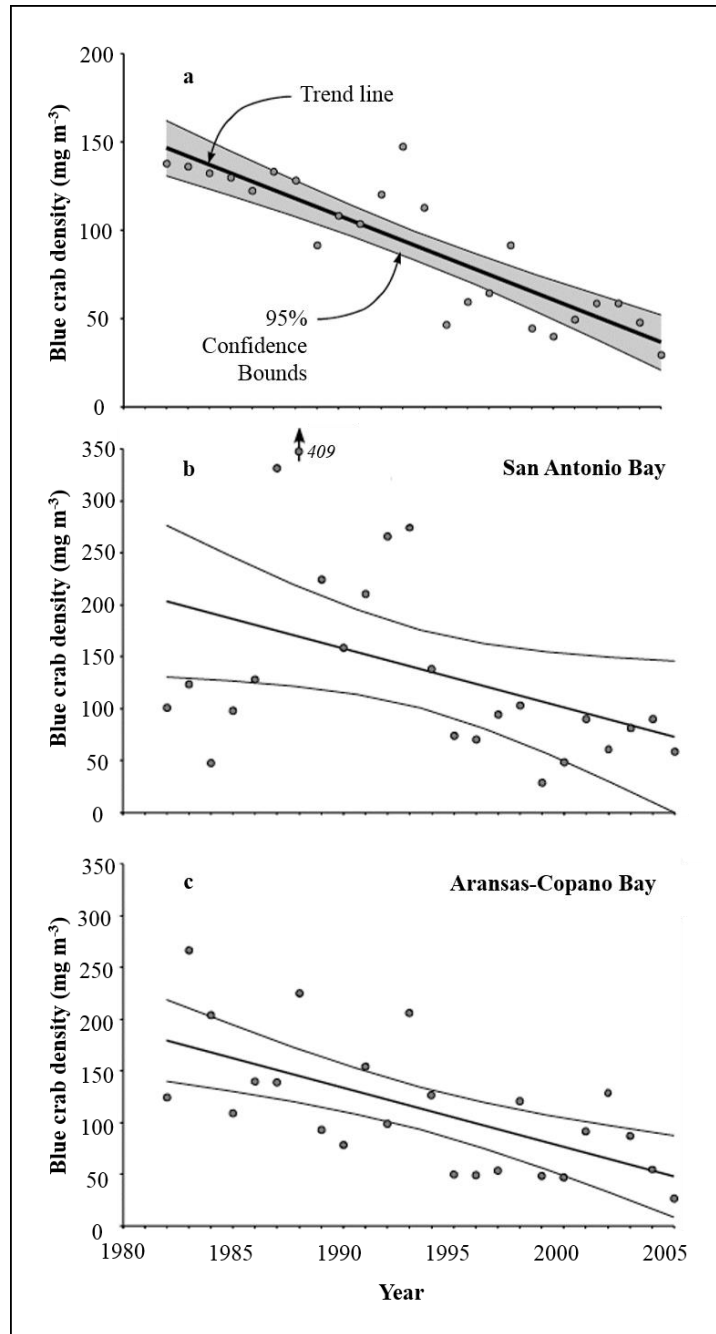 200
150
100
50
0
Blue crab density (mg m⁻³)
a
Trend line
95%
Confidence
Bounds
350
300
250
200
150
100
50
0
Blue crab density (mg m⁻³)
b
409
San Antonio Bay
350
300
250
200
150
100
50
0
Blue crab density (mg m⁻³)
c
Aransas-Copano Bay
1980 1985 1990 1995 2000 2005
Year